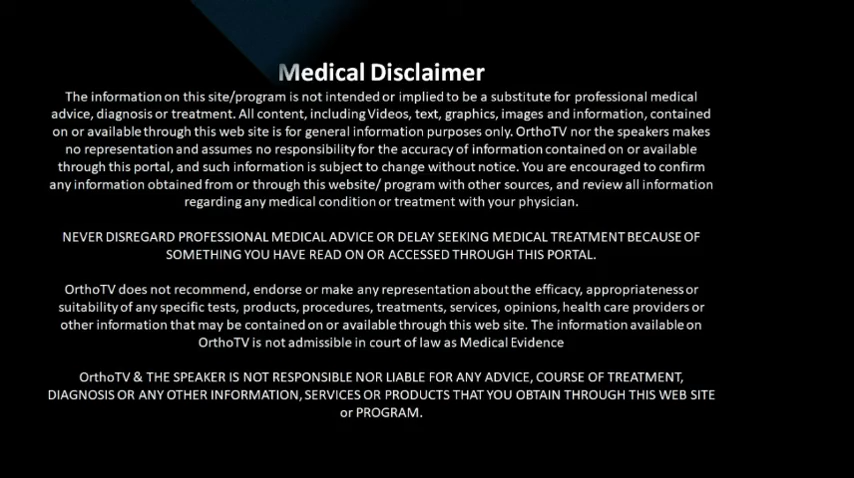 Medical Disclaimer
The information on this site/program is not intended or implied to be a substitute for professional medical
advice, diagnosis or treatment. All content, including Videos, text, graphics, images and information, contained
on or available through this web site is for general information purposes only. OrthoTV nor the speakers makes
no representation and assumes no responsibility for the accuracy of information contained on or available
through this portal, and such information is subject to change without notice. You are encouraged to confirm
any information obtained from or through this website/ program with other sources, and review all information
regarding any medical condition or treatment with your physician.
NEVER DISREGARD PROFESSIONAL MEDICAL ADVICE OR DELAY SEEKING MEDICAL TREATMENT BECAUSE OF
SOMETHING YOU HAVE READ ON OR ACCESSED THROUGH THIS PORTAL.
OrthoTV does not recommend, endorse or make any representation about the efficacy, appropriateness or
suitability of any specific tests, products, procedures, treatments, services, opinions, health care providers or
other information that may be contained on or available through this web site. The information available on
OrthoTV is not admissible in court of law as Medical Evidence
OrthoTV & THE SPEAKER IS NOT RESPONSIBLE NOR LIABLE FOR ANY ADVICE, COURSE OF TREATMENT,
DIAGNOSIS OR ANY OTHER INFORMATION, SERVICES OR PRODUCTS THAT YOU OBTAIN THROUGH THIS WEB SITE
or PROGRAM.